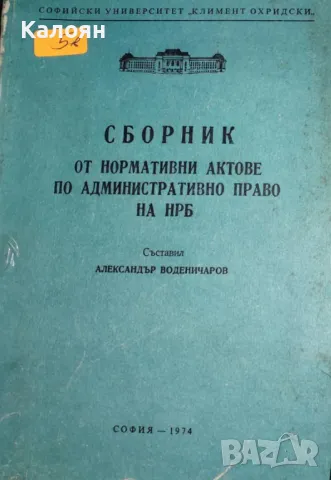 СОФИЙСКИ УНИВЕРСИТЕТ „КЛИМЕНТ ОХРИДСКИ„
Калоян
5л
СБОРНИК
ОТ НОРМАТИВНИ АКТОВЕ
ПО АДМИНИСТРАТИВНО ПРАВО
НА НРБ
Съставил
АЛЕКСАНДЪР ВОДЕНИЧАРОВ
СОФИЯ — 1974
bazar